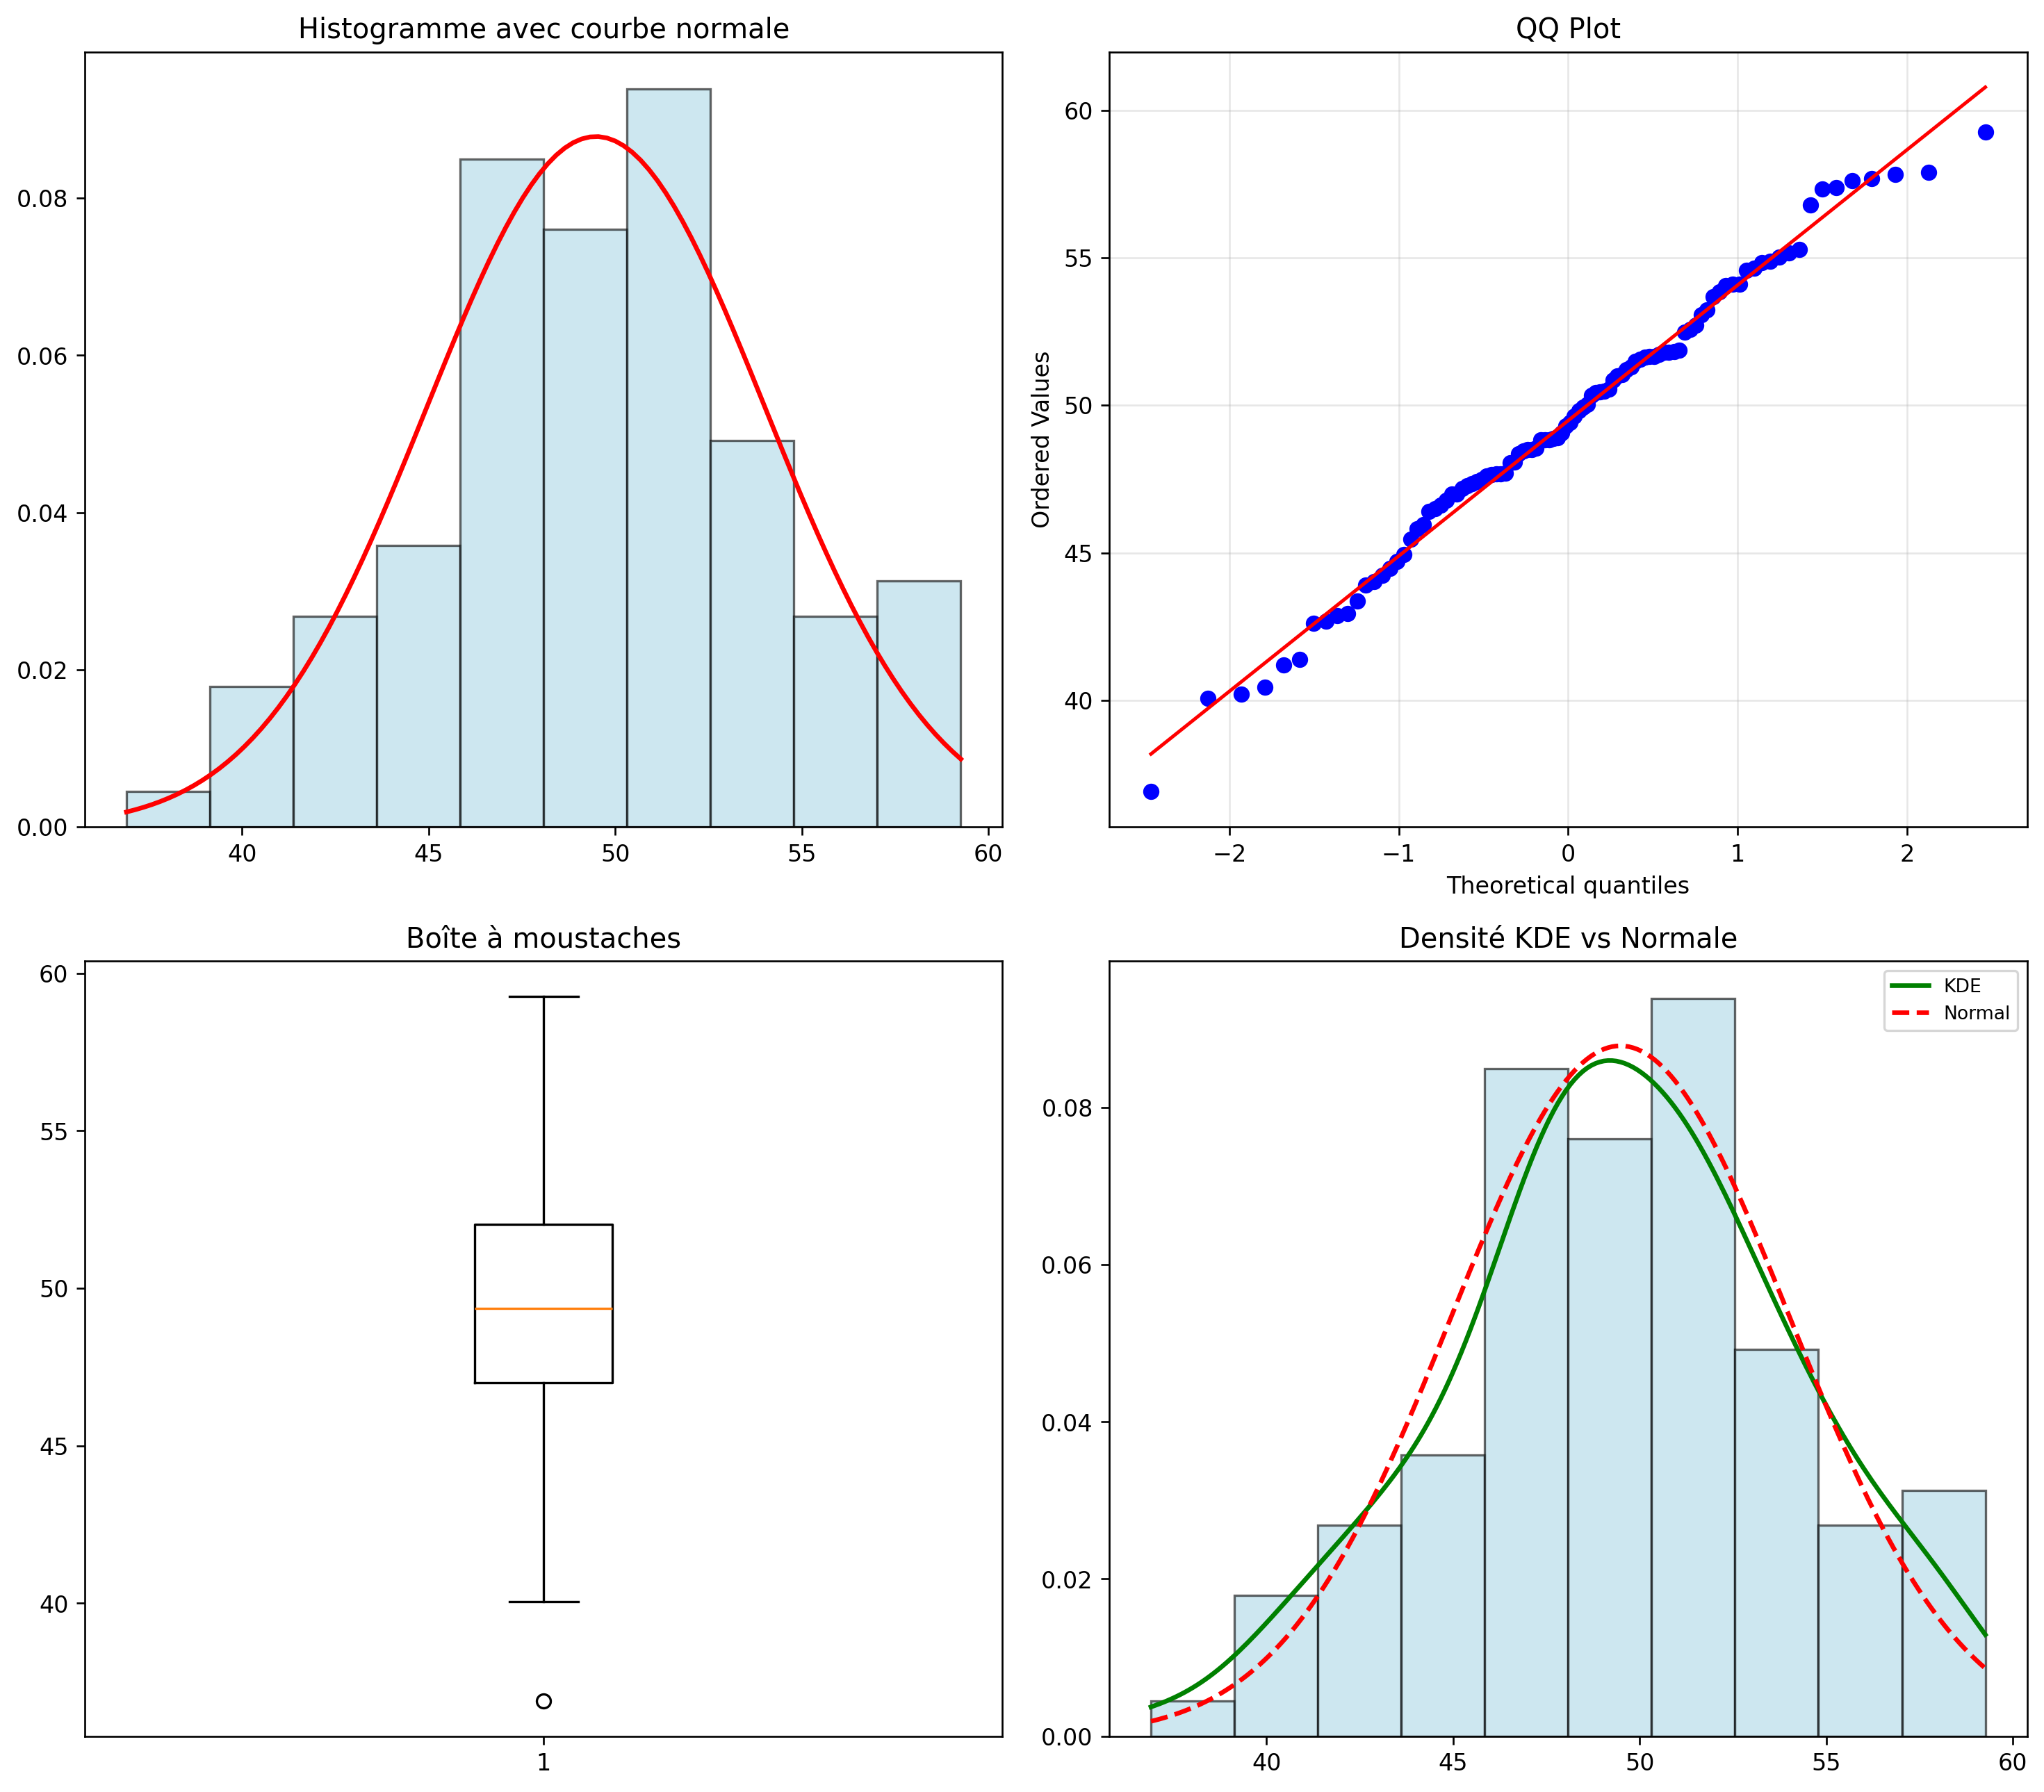 Histogramme avec courbe normale
0.08
0.06
0.04
0.02
0.00
40 45 50 55 60
QQ Plot
Ordered Values
60
55
50
45
40
−2 −1 0 1 2
Theoretical quantiles
Boîte à moustaches
60
55
50
45
40
1
Densité KDE vs Normale
KDE
Normal
0.08
0.06
0.04
0.02
0.00
40 45 50 55 60